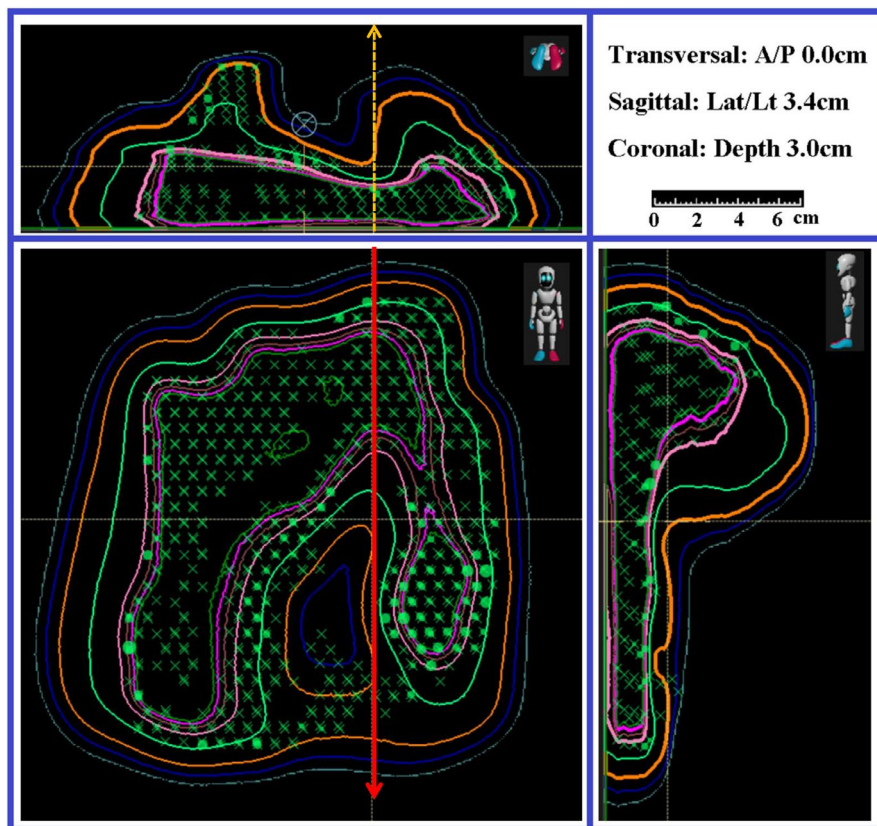 Transversal: A/P 0.0cm
Sagittal: Lat/Lt 3.4cm
Coronal: Depth 3.0cm
0 2 4 6 cm